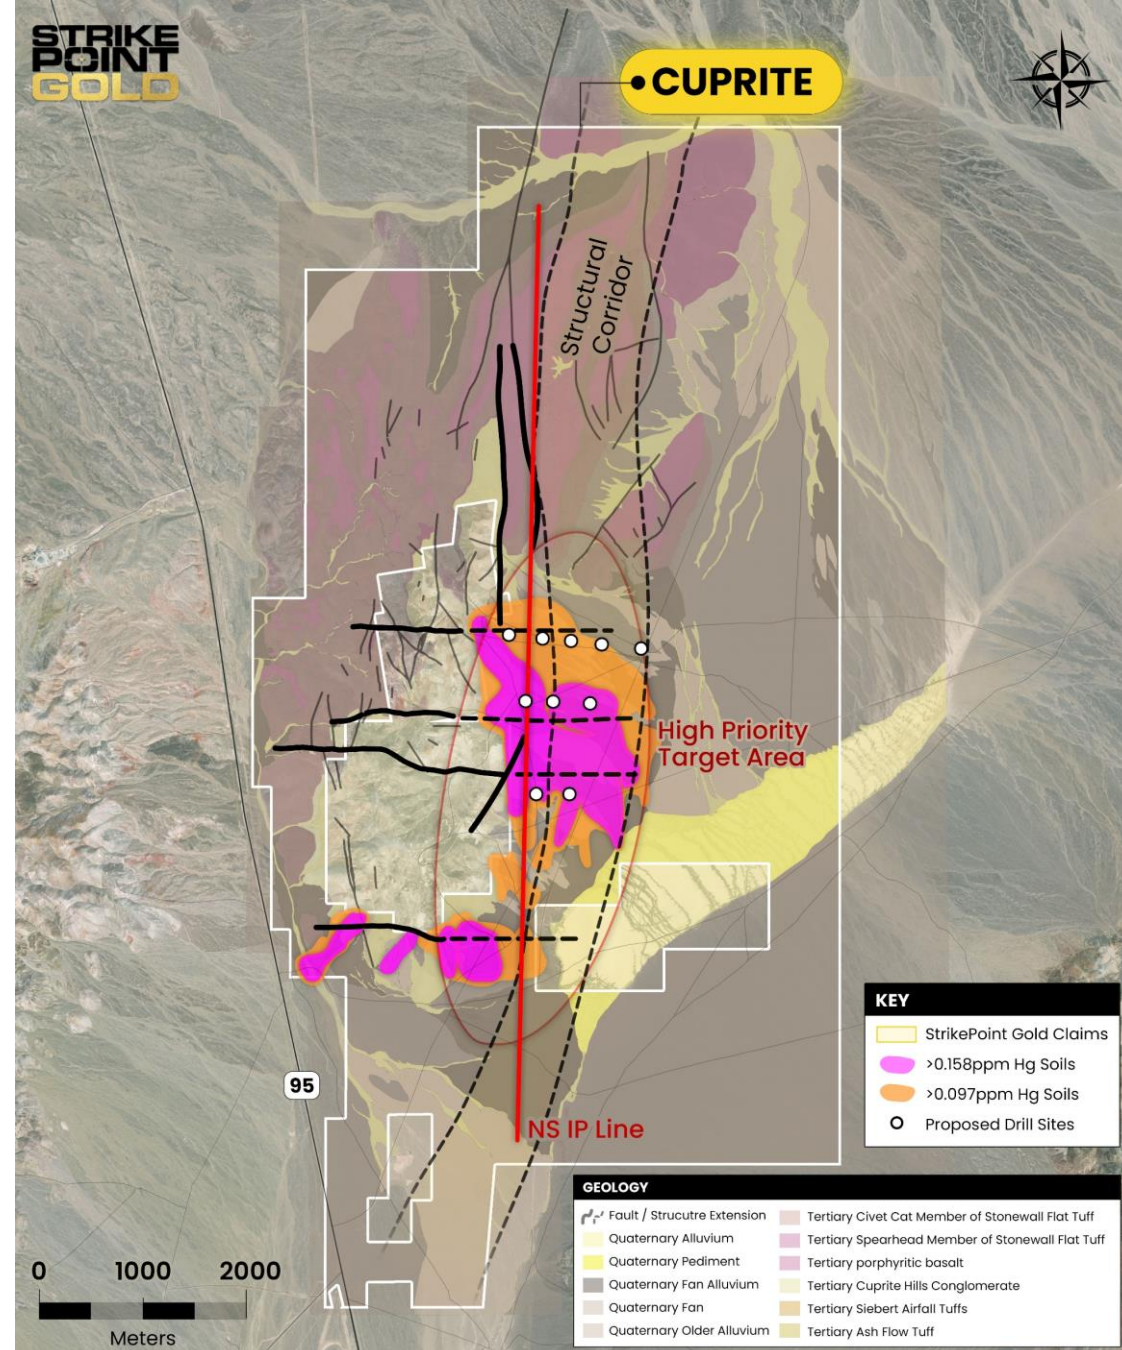 STRIKE
POINT
GOLD
CUPRITE
Structural
Corridor
High Priority
Target Area
95
NS IP Line
KEY
StrikePoint Gold Claims
>0.158ppm Hg Soils
>0.097ppm Hg Soils
Proposed Drill Sites
GEOLOGY
Fault / Strucutre Extension
Quaternary Alluvium
Quaternary Pediment
Quaternary Fan Alluvium
Quaternary Fan
Quaternary Older Alluvium
Tertiary Civet Cat Member of Stonewall Flat Tuff
Tertiary Spearhead Member of Stonewall Flat Tuff
Tertiary porphyritic basalt
Tertiary Cuprite Hills Conglomerate
Tertiary Siebert Airfall Tuffs
Tertiary Ash Flow Tuff
0 1000 2000
Meters